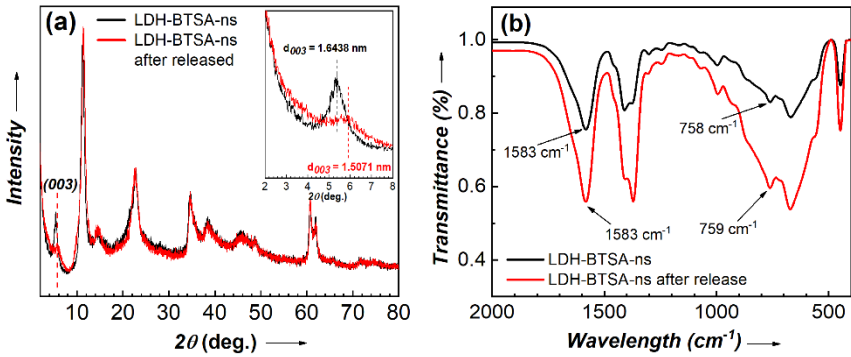 (a)
LDH-BTSA-ns
LDH-BTSA-ns
after released
d003 = 1.6438 nm
d003 = 1.5071 nm
2 3 4 5 6 7 8
2θ (deg.)
(003)
Intensity
0 10 20 30 40 50 60 70 80
2θ (deg.)
(b)
1.0
0.8
0.6
0.4
Transmittance (%)
1583 cm-1
758 cm-1
1583 cm-1
759 cm-1
LDH-BTSA-ns
LDH-BTSA-ns after release
2000 1500 1000 500
Wavelength (cm-1)